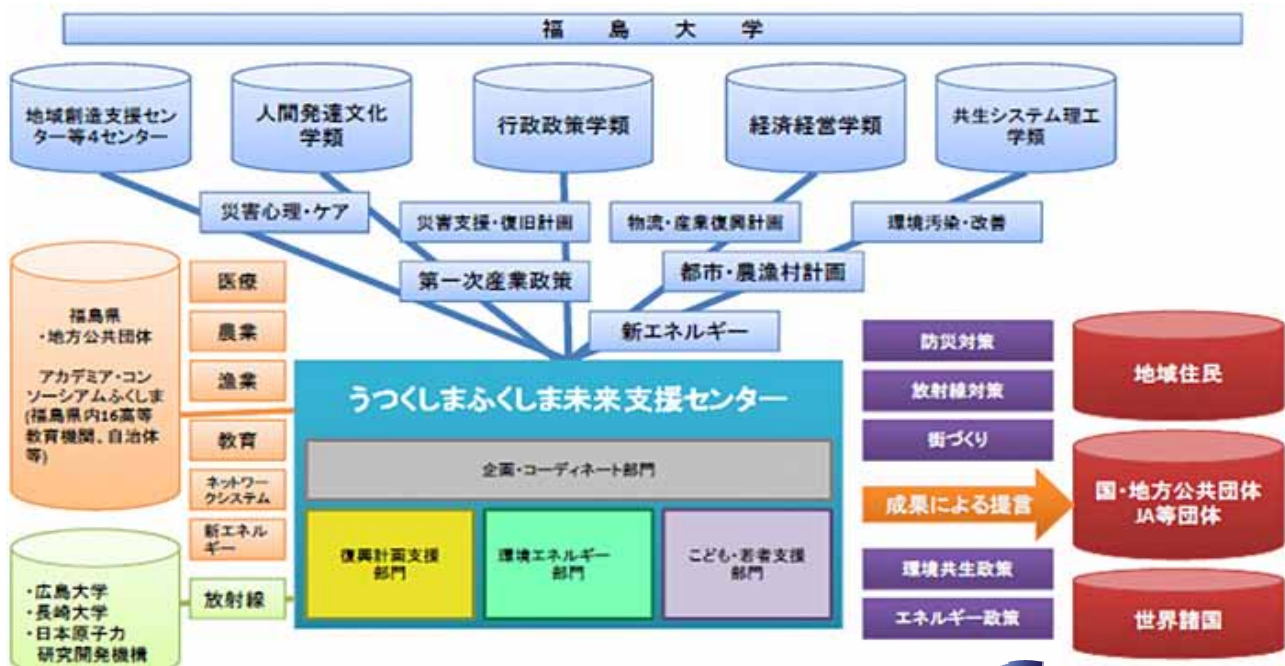 福島大学
地域創造支援セン
ター等4センター
人間発達文化
学類
行政政策学類
経済経営学類
共生システム理工
学類
災害心理・ケア
災害支援・復旧計画
物流・産業復興計画
環境汚染・改善
第一次産業政策
都市・農漁村計画
新エネルギー
福島県
・地方公共団体
アカデミア・コン
ソーシアムふくしま
(福島県内16高等
教育機関、自治体
等)
医療
農業
漁業
教育
ネットワー
クシステム
新エネル
ギー
・広島大学
・長崎大学
・日本原子力
研究開発機構
放射線
うつくしまふくしま未来支援センター
企画・コーディネート部門
復興計画支援
部門
環境エネルギー
部門
こども・若者支援
部門
防災対策
放射線対策
街づくり
成果による提言
環境共生政策
エネルギー政策
地域住民
国・地方公共団体
JA等団体
世界諸国